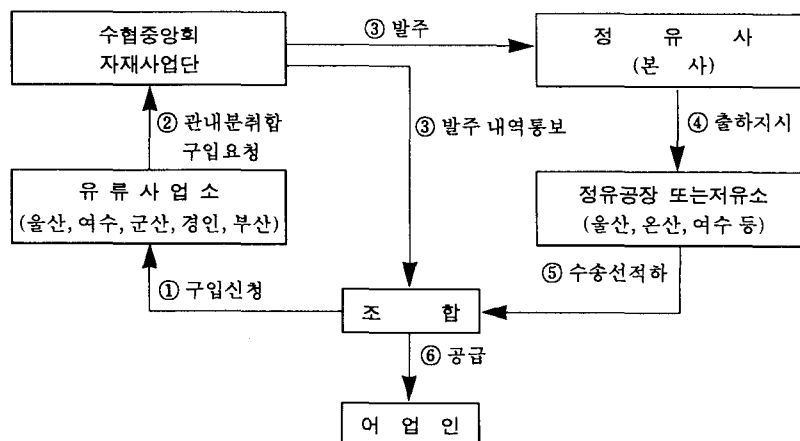 수협중앙회
자재사업단
③ 발주
정 유 사
(본 사)
② 관내분취합
구입요청
③ 발주 내역통보
④ 출하지시
유 류 사 업 소
(울산, 여수, 군산, 경인, 부산)
정유공장 또는저유소
(울산, 온산, 여수 등)
① 구입신청
⑤ 수송선적하
조 합
⑥ 공급
어 업 인